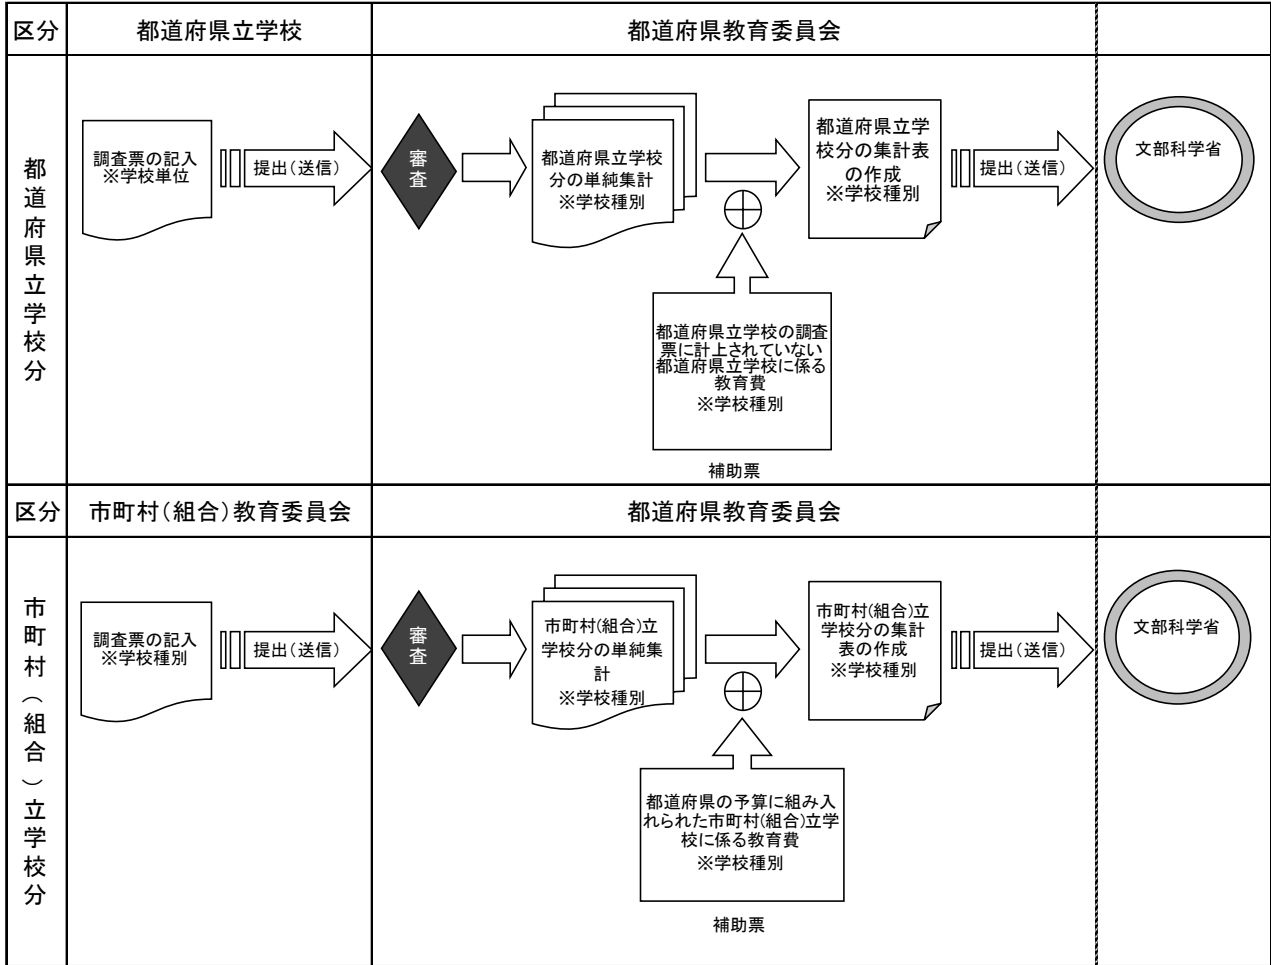 区分
都道府県立学校
都道府県教育委員会
都道府県立学校分
調査票の記入
※学校単位
提出(送信)
審査
都道府県立学校
分の単純集計
※学校種別
都道府県立学
校分の集計表
の作成
※学校種別
提出(送信)
文部科学省
都道府県立学校の調査
票に計上されていない
都道府県立学校に係る
教育費
※学校種別
補助票
区分
市町村(組合)教育委員会
都道府県教育委員会
市町村(組合)立学校分
調査票の記入
※学校種別
提出(送信)
審査
市町村(組合)立
学校分の単純集
計
※学校種別
市町村(組合)立
学校分の集計
表の作成
※学校種別
提出(送信)
文部科学省
都道府県の予算に組み入
れられた市町村(組合)立学
校に係る教育費
※学校種別
補助票